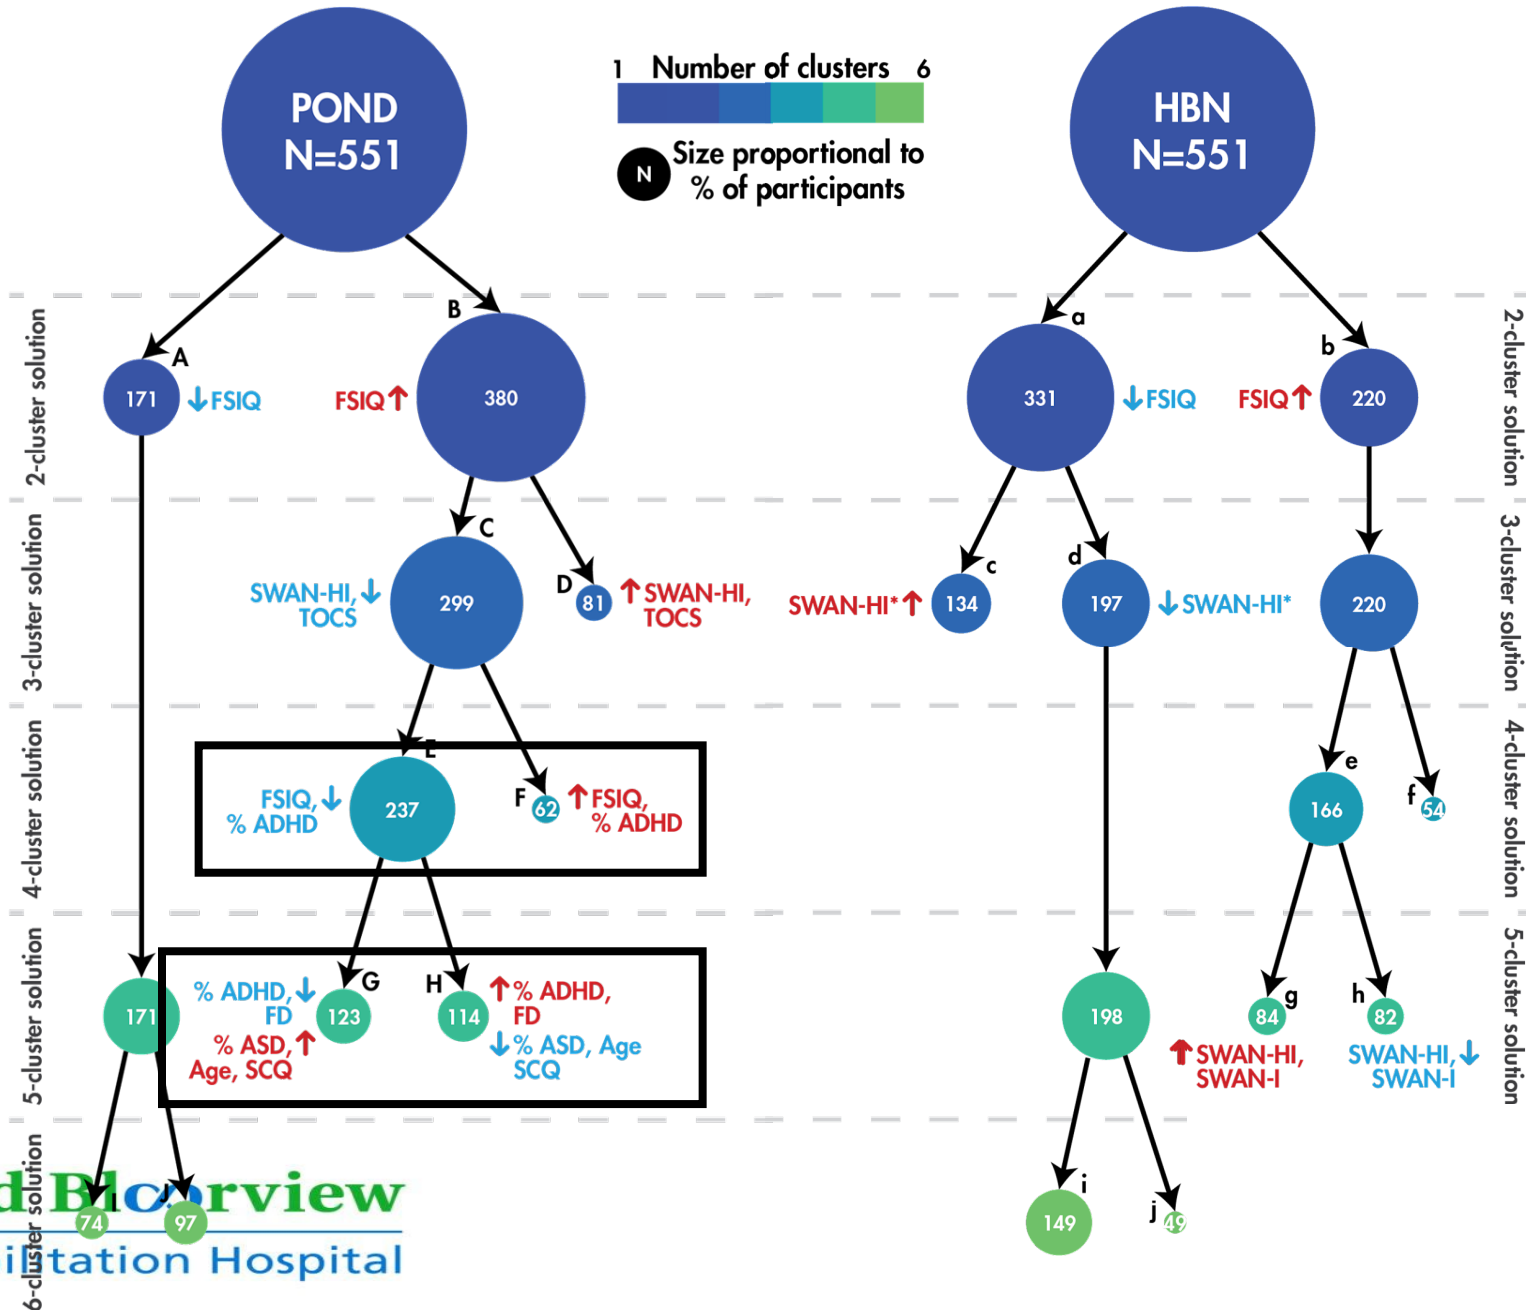 POND
N=551
1 Number of clusters 6
N
Size proportional to
% of participants
HBN
N=551
2-cluster solution
A
171
↓FSIQ
B
FSIQ↑
380
a
331
↓FSIQ
b
FSIQ↑
220
2-cluster solution
3-cluster solution
C
SWAN-HI,↓
TOCS
299
D
81
↑SWAN-HI,
TOCS
c
SWAN-HI*↑
134
d
197
↓SWAN-HI*
220
3-cluster solution
4-cluster solution
E
FSIQ,↓
% ADHD
237
F
62
↑FSIQ,
% ADHD
e
166
f
54
4-cluster solution
5-cluster solution
171
% ADHD,↓
FD
% ASD,↑
Age, SCQ
G
123
H
114
↑% ADHD,
FD
↓% ASD, Age
SCQ
198
g
84
↑SWAN-HI,
SWAN-I
h
82
SWAN-HI,↓
SWAN-I
5-cluster solution
6-cluster solution
I
74
J
97
i
149
j
49
d Bloorview
ilitation Hospital